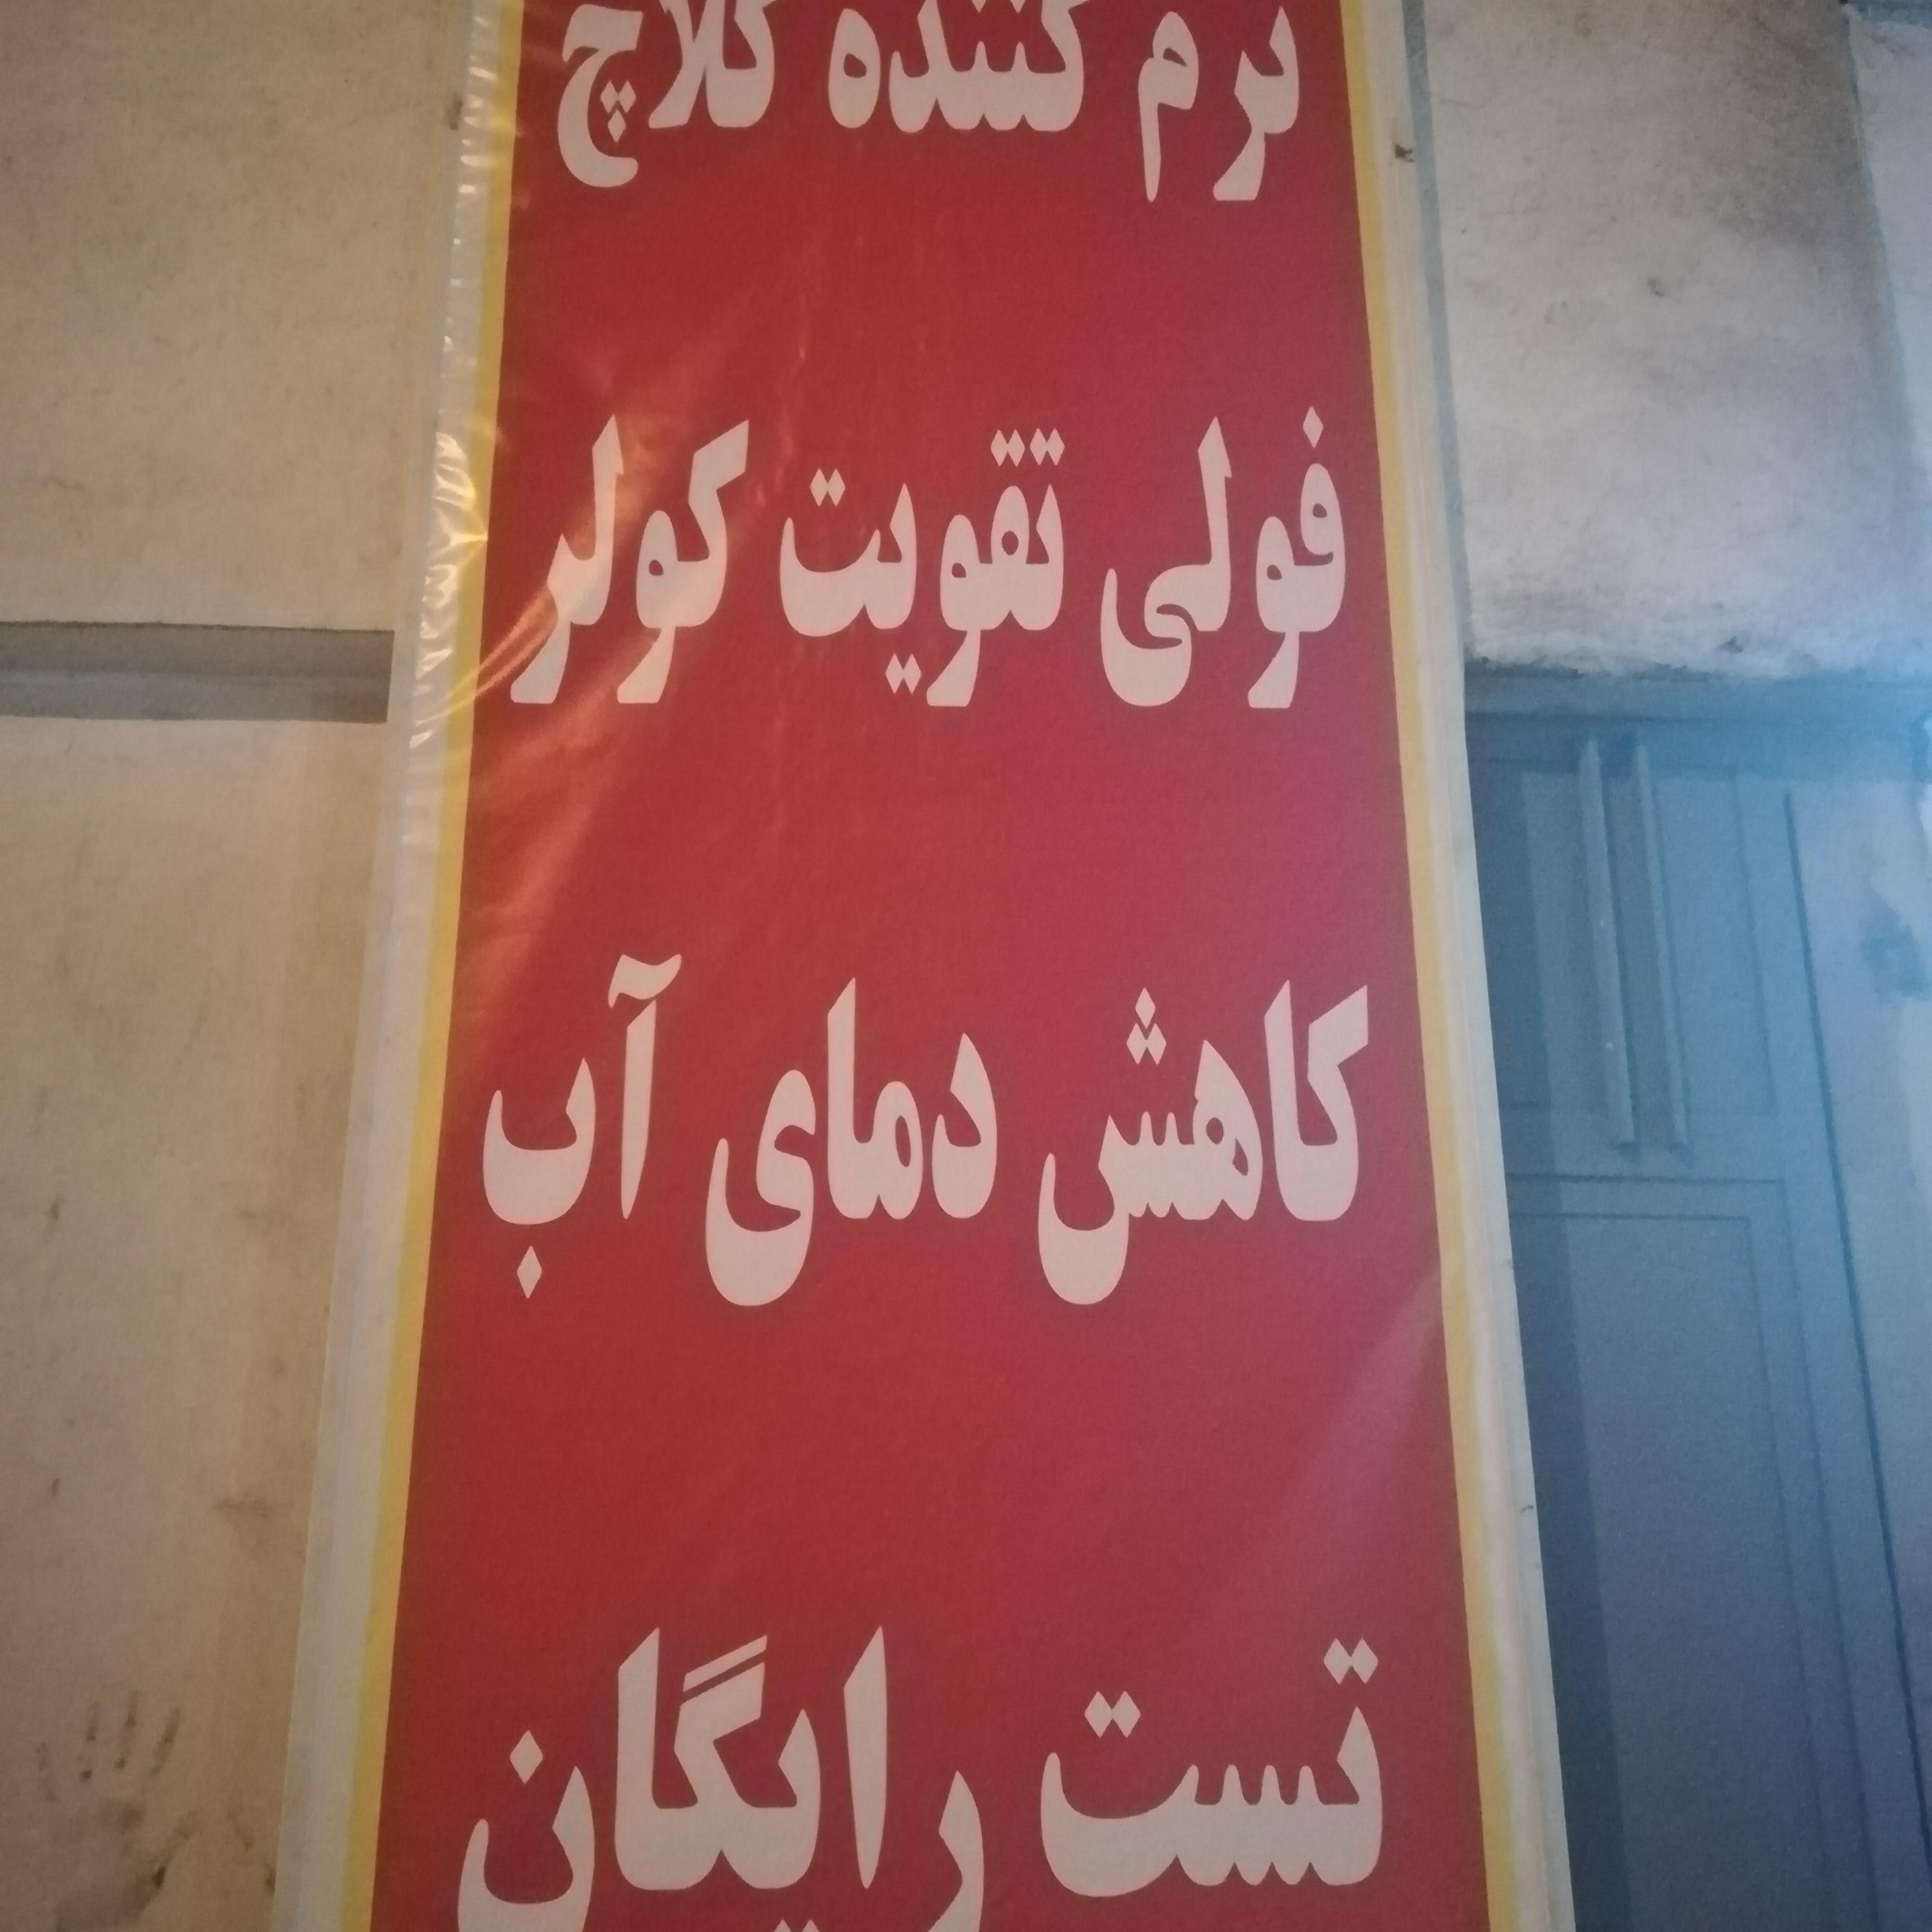 نرم کننده کلاچ
فولی تقویت کولر
کاهش دمای آب
تست رایگان